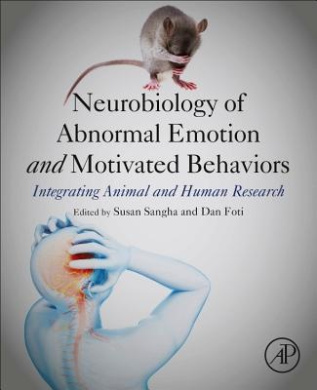 Neurobiology of
Abnormal Emotion
and Motivated Behaviors
Integrating Animal and Human Research
Edited by Susan Sangha and Dan Foti
AP